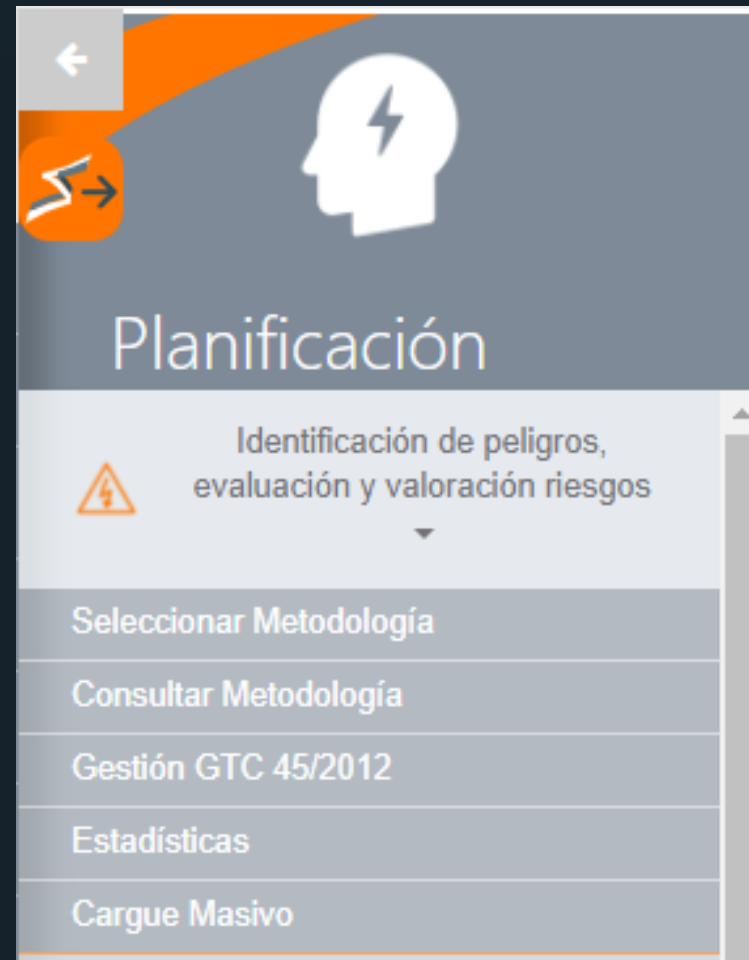 Planificación
Identificación de peligros,
evaluación y valoración riesgos
Seleccionar Metodología
Consultar Metodología
Gestión GTC 45/2012
Estadísticas
Cargue Masivo